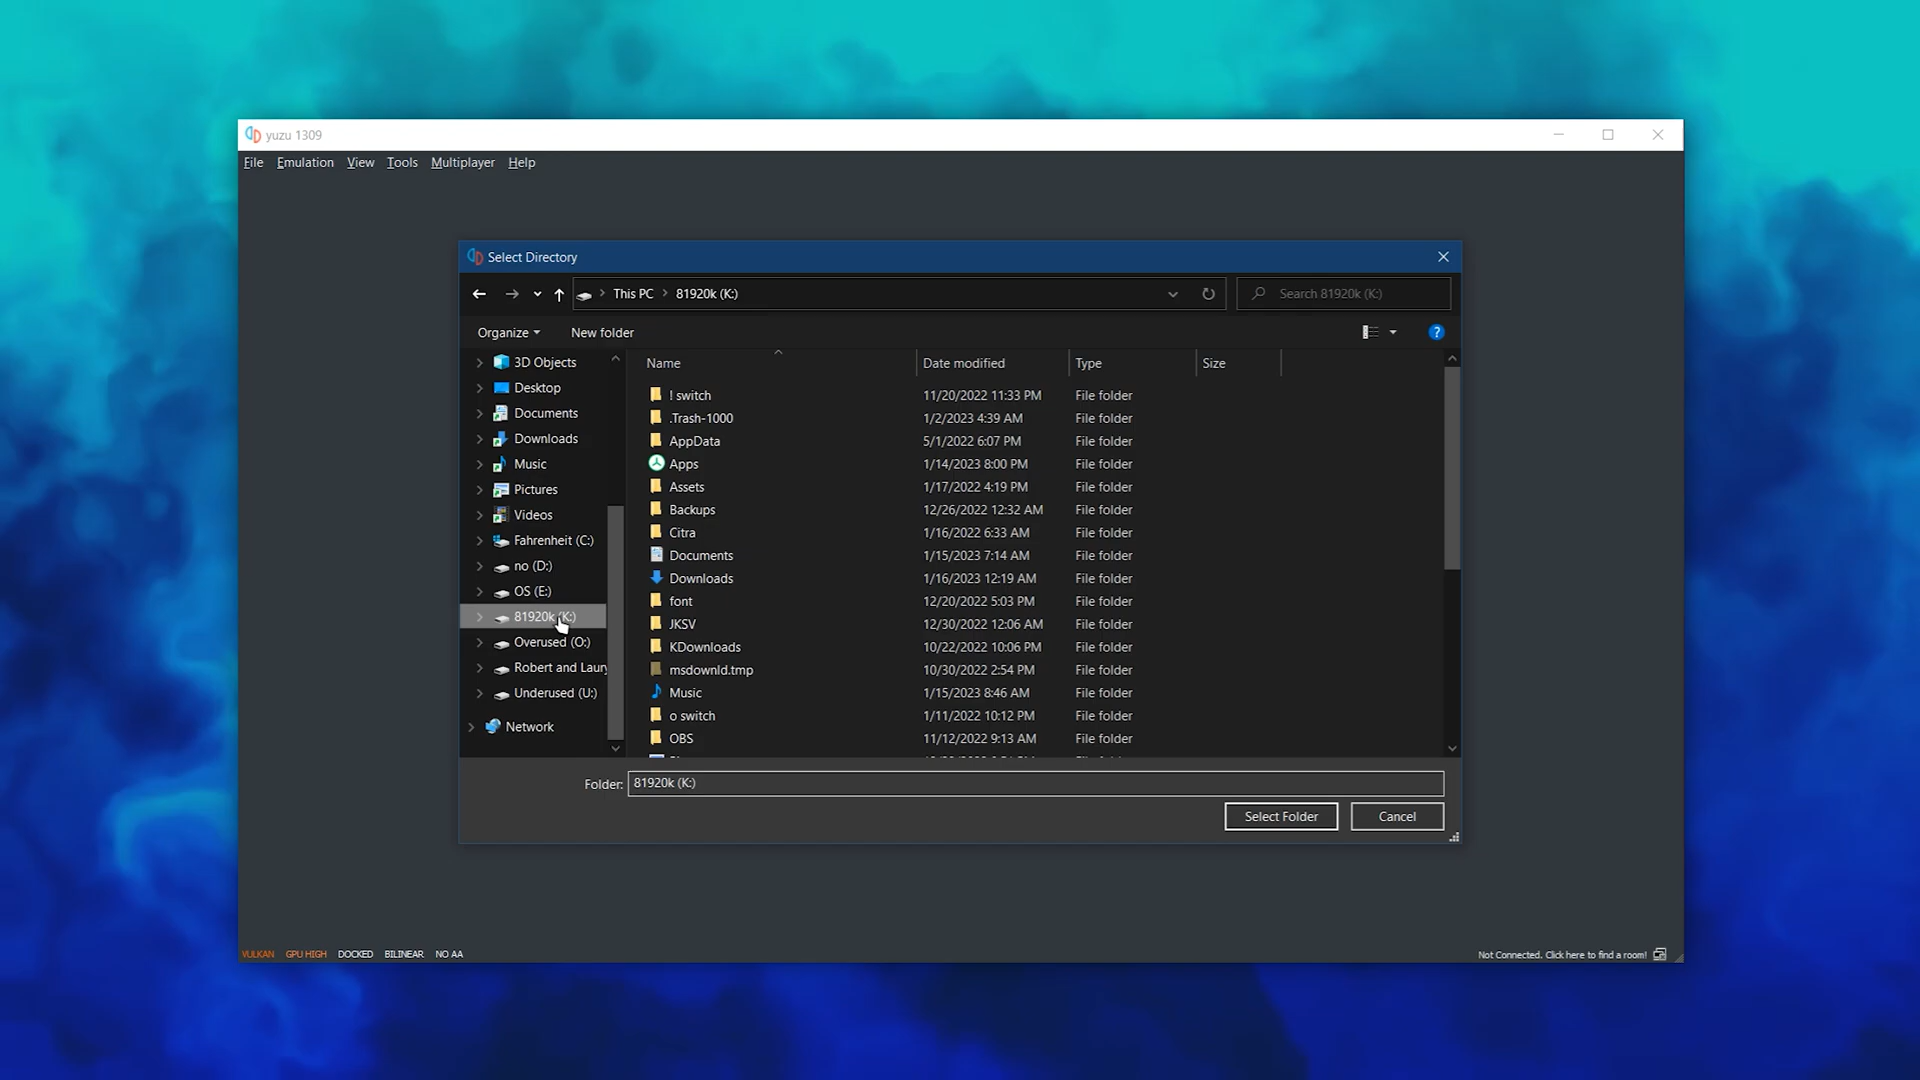 yuzu 1309
File Emulation View Tools Multiplayer Help
Select Directory
This PC 81920k (K:)
Search 81920k (K:)
Organize New folder
?
Name Date modified Type Size
3D Objects
Desktop
Documents
Downloads
Music
Pictures
Videos
Fahrenheit (C:)
no (D:)
OS (E:)
81920k (K:)
Overused (O:)
Robert and Laury
Underused (U:)
Network
! switch 11/20/2022 11:33 PM File folder
.Trash-1000 1/2/2023 4:39 AM File folder
AppData 5/1/2022 6:07 PM File folder
Apps 1/14/2023 8:00 PM File folder
Assets 1/17/2022 4:19 PM File folder
Backups 12/26/2022 12:32 AM File folder
Citra 1/16/2022 6:33 AM File folder
Documents 1/15/2023 7:14 AM File folder
Downloads 1/16/2023 12:19 AM File folder
font 12/20/2022 5:03 PM File folder
JKSV 12/30/2022 12:06 AM File folder
KDownloads 10/22/2022 10:06 PM File folder
msdownld.tmp 10/30/2022 2:54 PM File folder
Music 1/15/2023 8:46 AM File folder
o switch 1/11/2022 10:12 PM File folder
OBS 11/12/2022 9:13 AM File folder
Folder: 81920k (K:)
Select Folder Cancel
VULKAN GPU HIGH DOCKED BILINEAR NO AA
Not Connected. Click here to find a room!